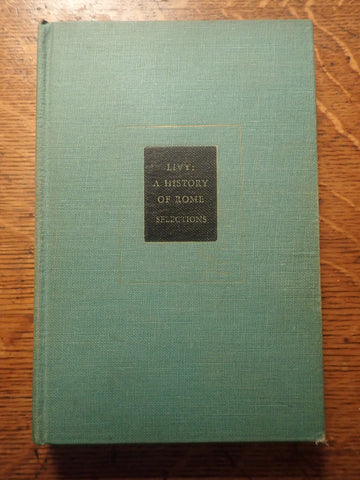 LIVY:
A HISTORY
OF ROME
SELECTIONS